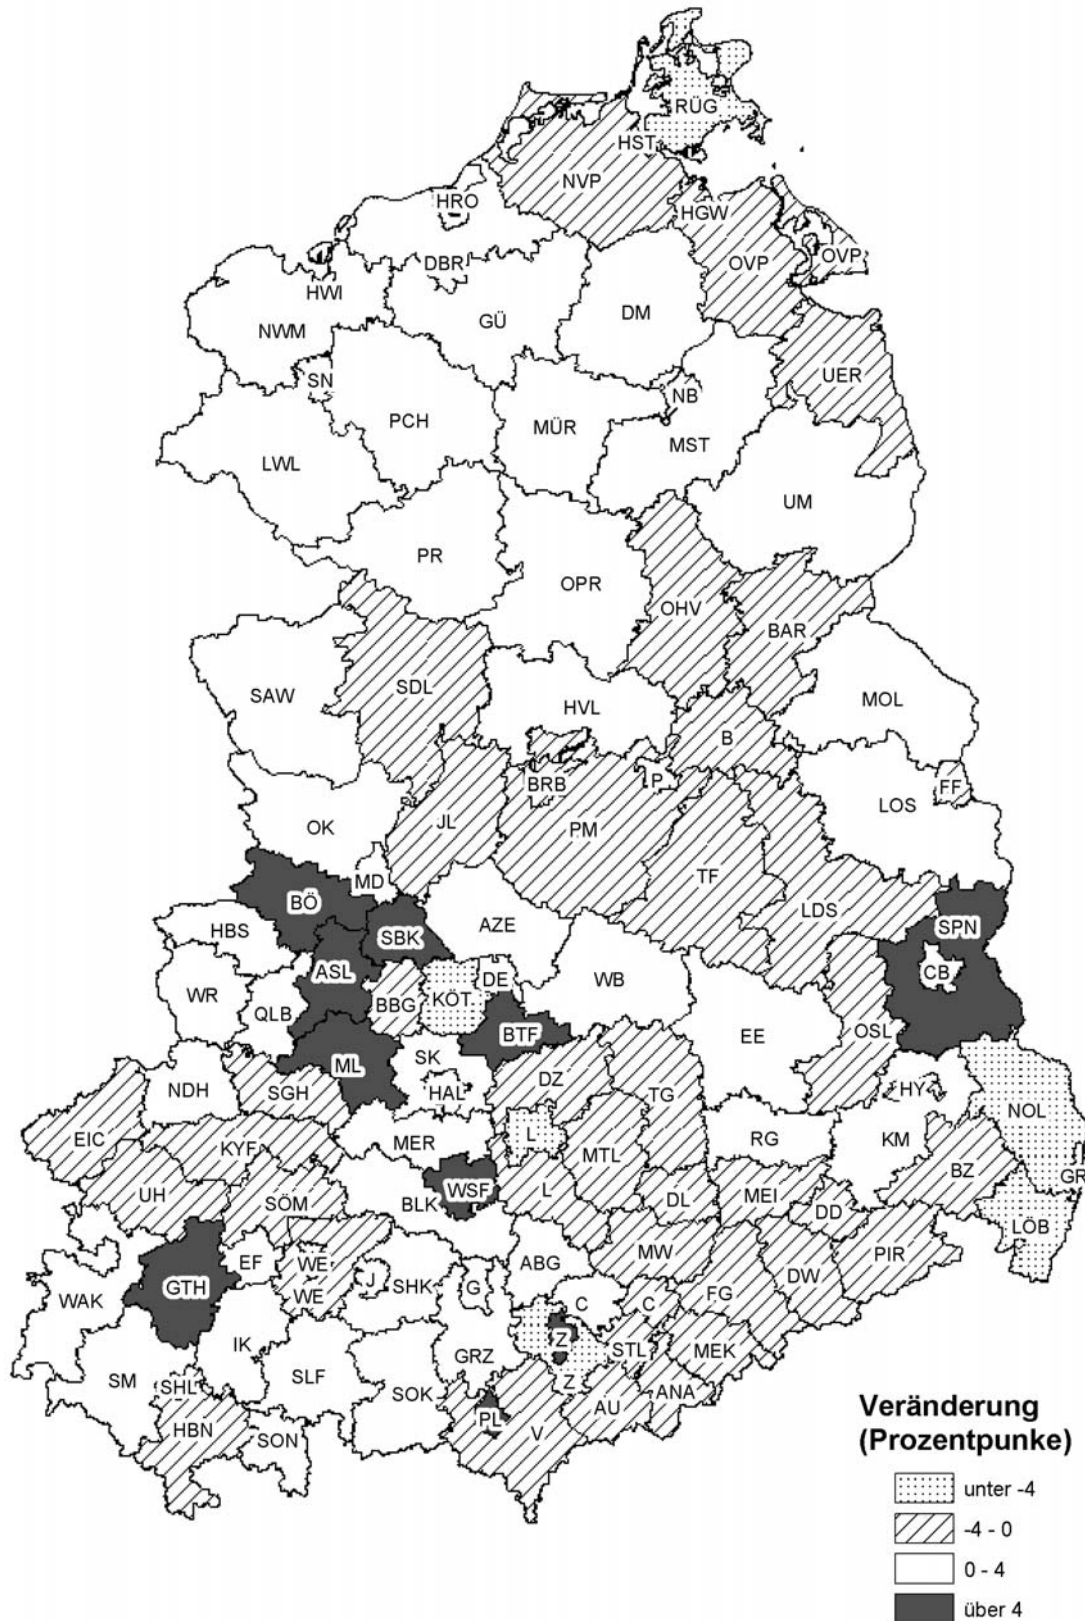 RÜG
HST
NVP
HRO
HGW
DBR
OVP
OVP
HWI
GÜ
DM
NWM
SN
UER
NB
PCH
MÜR
MST
LWL
UM
PR
OPR
OHV
BAR
SAW
SDL
HVL
MOL
B
BRB
P
FF
OK
JL
PM
LOS
TF
MD
BÖ
LDS
HBS
SBK
AZE
SPN
ASL
CB
WR
BBG
KÖT
DE
WB
QLB
BTF
OSL
EE
ML
SK
NDH
SGH
HAL
DZ
TG
HY
NOL
EIC
KYF
MER
L
MTL
RG
KM
BZ
GR
UH
SÖM
BLK
WSF
L
DL
MEI
DD
LÖB
EF
WE
ABG
MW
PIR
GTH
WE
J
SHK
G
C
C
FG
DW
WAK
IK
Z
STL
MEK
SM
SHL
SLF
GRZ
SOK
Z
AU
ANA
HBN
SON
PL
V
Veränderung
(Prozentpunke)
unter -4
-4 - 0
0 - 4
über 4